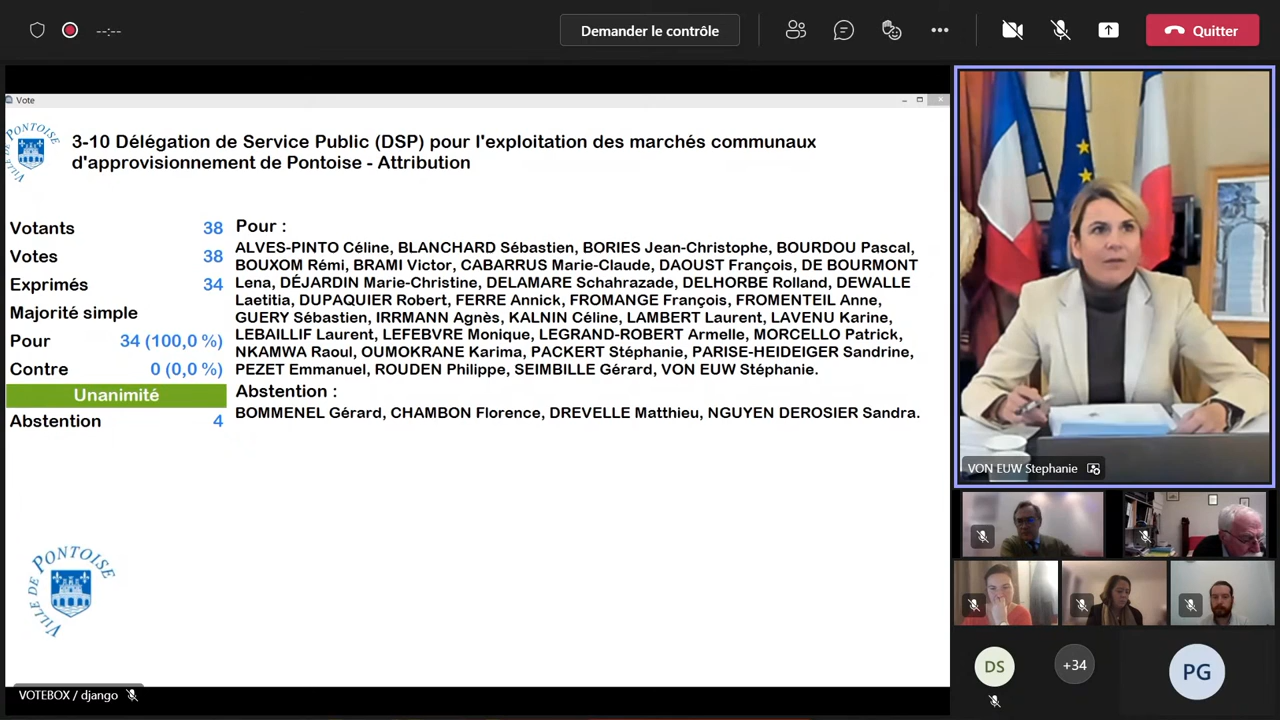 --:--
Demander le contrôle
Quitter
Vote
VILLE DE PONTOISE
3-10 Délégation de Service Public (DSP) pour l'exploitation des marchés communaux
d'approvisionnement de Pontoise - Attribution
Votants 38
Votes 38
Exprimés 34
Majorité simple
Pour 34 (100,0 %)
Contre 0 (0,0 %)
Unanimité
Abstention 4
Pour :
ALVES-PINTO Céline, BLANCHARD Sébastien, BORIES Jean-Christophe, BOURDOU Pascal,
BOUXOM Rémi, BRAMI Victor, CABARRUS Marie-Claude, DAOUST François, DE BOURMONT
Lena, DÉJARDIN Marie-Christine, DELAMARE Schahrazade, DELHORBE Rolland, DEWALLE
Laetitia, DUPAQUIER Robert, FERRE Annick, FROMANGE François, FROMENTEIL Anne,
GUERY Sébastien, IRRMANN Agnès, KALNIN Céline, LAMBERT Laurent, LAVENU Karine,
LEBAILLIF Laurent, LEFEBVRE Monique, LEGRAND-ROBERT Armelle, MORCELLO Patrick,
NKAMWA Raoul, OUMOKRANE Karima, PACKERT Stéphanie, PARISE-HEIDEIGER Sandrine,
PEZET Emmanuel, ROUDEN Philippe, SEIMBILLE Gérard, VON EUW Stéphanie.
Abstention :
BOMMENEL Gérard, CHAMBON Florence, DREVELLE Matthieu, NGUYEN DEROSIER Sandra.
VILLE DE PONTOISE
VOTEBOX / django
VON EUW Stephanie
DS
+34
PG